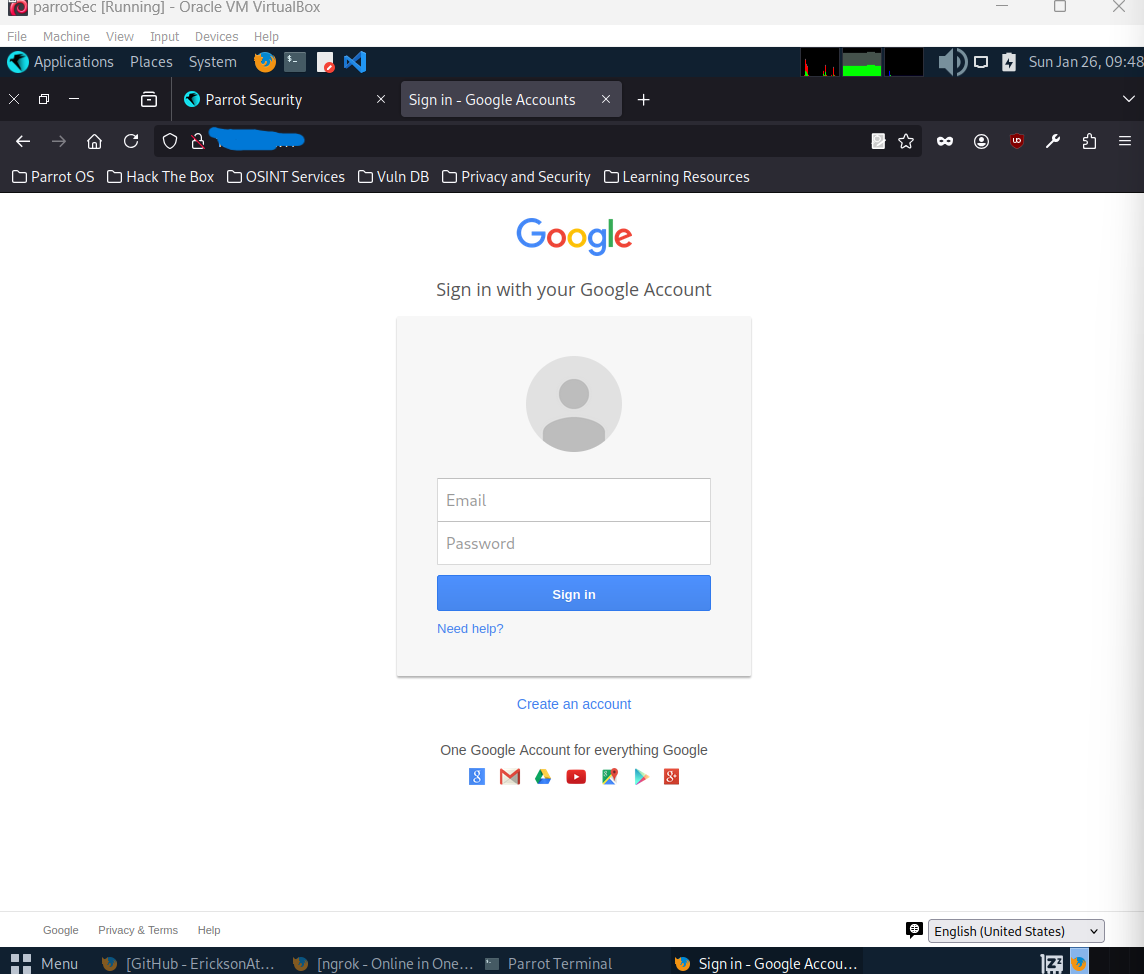 parrotSec [Running] - Oracle VM VirtualBox
File Machine View Input Devices Help
Applications Places System Sun Jan 26, 09:48
Parrot Security Sign in - Google Accounts
Parrot OS Hack The Box OSINT Services Vuln DB Privacy and Security Learning Resources
Google
Sign in with your Google Account
Email
Password
Sign in
Need help?
Create an account
One Google Account for everything Google
Google Privacy & Terms Help English (United States)
Menu [GitHub - EricksonAt... [ngrok - Online in One... Parrot Terminal Sign in - Google Accou...